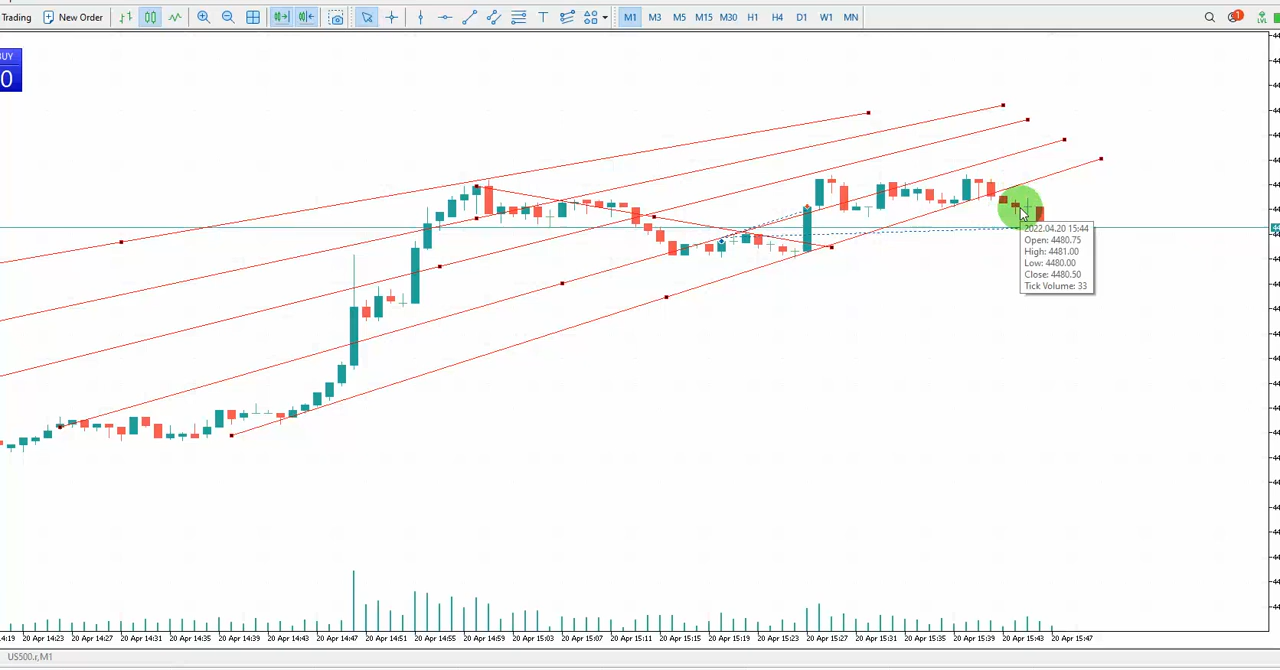 Trading New Order T M1 M3 M5 M15 M30 H1 H4 D1 W1 MN 1 LVL
BUY
0
2022.04.20 15:44
Open: 4480.75
High: 4481.00
Low: 4480.00
Close: 4480.50
Tick Volume: 33
14:19 20 Apr 14:23 20 Apr 14:27 20 Apr 14:31 20 Apr 14:35 20 Apr 14:39 20 Apr 14:43 20 Apr 14:47 20 Apr 14:51 20 Apr 14:55 20 Apr 14:59 20 Apr 15:03 20 Apr 15:07 20 Apr 15:11 20 Apr 15:15 20 Apr 15:19 20 Apr 15:23 20 Apr 15:27 20 Apr 15:31 20 Apr 15:35 20 Apr 15:39 20 Apr 15:43 20 Apr 15:47
US500.r,M1